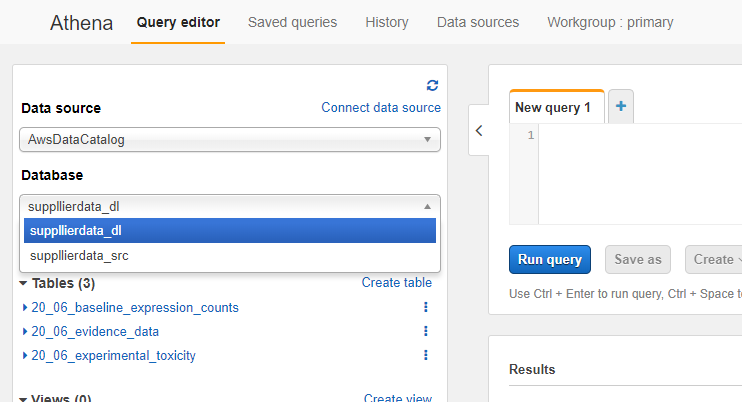 Athena Query editor Saved queries History Data sources Workgroup : primary
Data source Connect data source
AwsDataCatalog
Database
suppllierdata_dl
suppllierdata_dl
suppllierdata_src
Tables (3) Create table
20_06_baseline_expression_counts
20_06_evidence_data
20_06_experimental_toxicity
Views (0) Create view
New query 1 +
1
Run query Save as Create
Use Ctrl + Enter to run query, Ctrl + Space to
Results